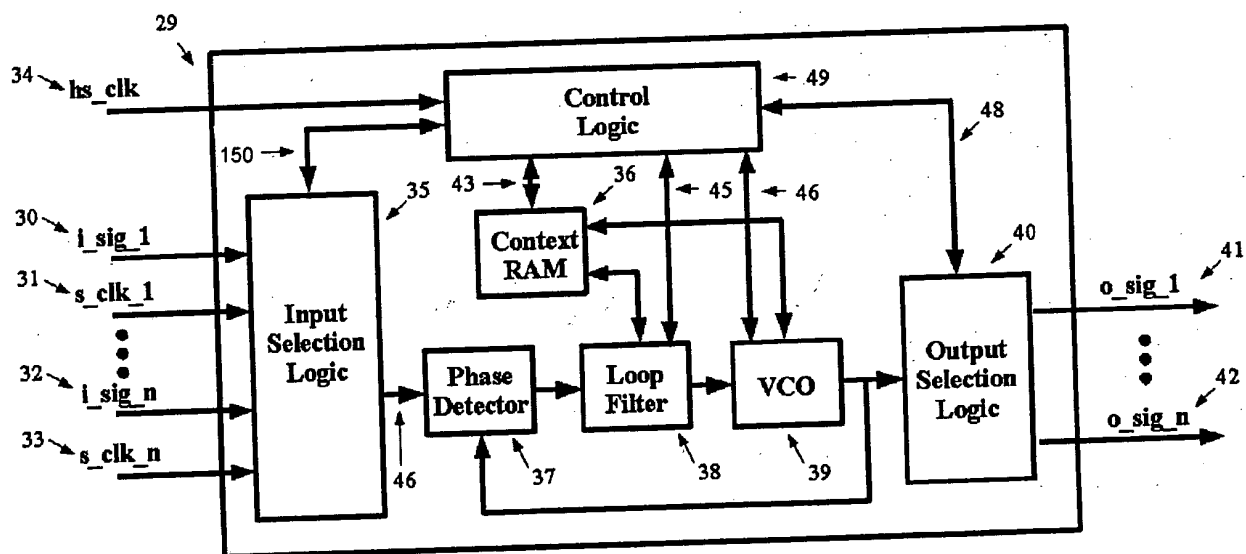 29
34
hs_clk
49
Control
Logic
48
150
43
36
45
46
35
30
i_sig_1
Context
RAM
40
41
31
s_clk_1
o_sig_1
Input
Selection
Logic
32
i_sig_n
Phase
Detector
Loop
Filter
VCO
Output
Selection
Logic
42
o_sig_n
33
s_clk_n
46
37
38
39